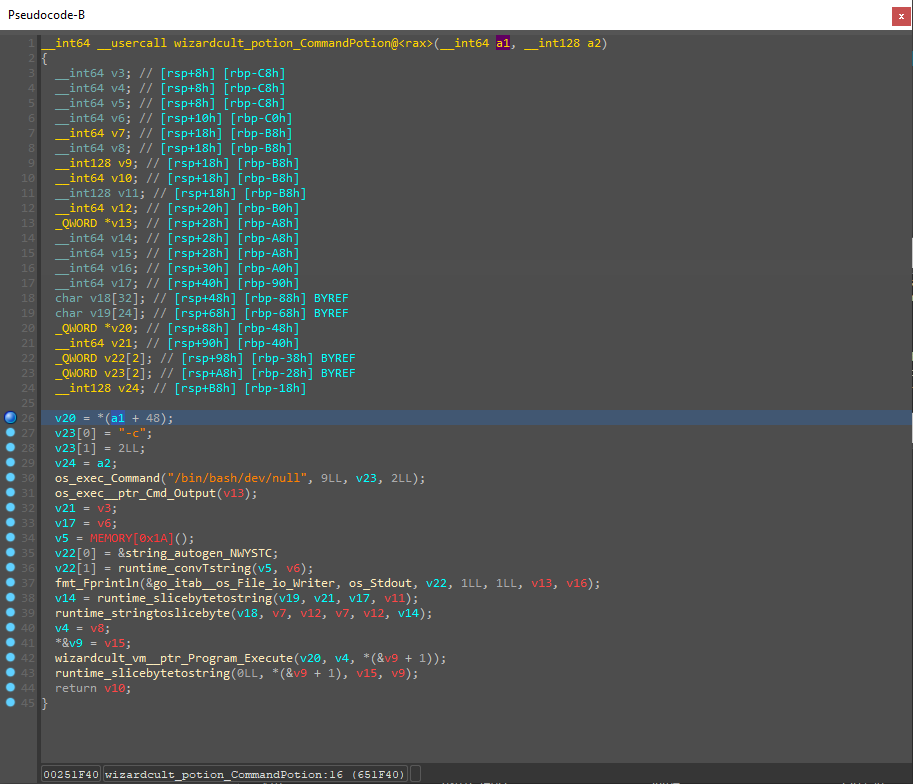 Pseudocode-B
x
1 __int64 __usercall wizardcult_potion_CommandPotion@<rax>(__int64 a1, __int128 a2)
2 {
3   __int64 v3; // [rsp+8h] [rbp-C8h]
4   __int64 v4; // [rsp+8h] [rbp-C8h]
5   __int64 v5; // [rsp+8h] [rbp-C8h]
6   __int64 v6; // [rsp+10h] [rbp-C0h]
7   __int64 v7; // [rsp+18h] [rbp-B8h]
8   __int64 v8; // [rsp+18h] [rbp-B8h]
9   __int128 v9; // [rsp+18h] [rbp-B8h]
10   __int64 v10; // [rsp+18h] [rbp-B8h]
11   __int128 v11; // [rsp+18h] [rbp-B8h]
12   __int64 v12; // [rsp+20h] [rbp-B0h]
13   _QWORD *v13; // [rsp+28h] [rbp-A8h]
14   __int64 v14; // [rsp+28h] [rbp-A8h]
15   __int64 v15; // [rsp+28h] [rbp-A8h]
16   __int64 v16; // [rsp+30h] [rbp-A0h]
17   __int64 v17; // [rsp+40h] [rbp-90h]
18   char v18[32]; // [rsp+48h] [rbp-88h] BYREF
19   char v19[24]; // [rsp+68h] [rbp-68h] BYREF
20   _QWORD *v20; // [rsp+88h] [rbp-48h]
21   __int64 v21; // [rsp+90h] [rbp-40h]
22   _QWORD v22[2]; // [rsp+98h] [rbp-38h] BYREF
23   _QWORD v23[2]; // [rsp+A8h] [rbp-28h] BYREF
24   __int128 v24; // [rsp+B8h] [rbp-18h]
25
26   v20 = *(a1 + 48);
27   v23[0] = "-c";
28   v23[1] = 2LL;
29   v24 = a2;
30   os_exec_Command("/bin/bash/dev/null", 9LL, v23, 2LL);
31   os_exec__ptr_Cmd_Output(v13);
32   v21 = v3;
33   v17 = v6;
34   v5 = MEMORY[0x1A]();
35   v22[0] = &string_autogen_NWYSTC;
36   v22[1] = runtime_convTstring(v5, v6);
37   fmt_Fprintln(&go_itab__os_File_io_Writer, os_Stdout, v22, 1LL, 1LL, v13, v16);
38   v14 = runtime_slicebytetostring(v19, v21, v17, v11);
39   runtime_stringtoslicebyte(v18, v7, v12, v7, v12, v14);
40   v4 = v8;
41   *&v9 = v15;
42   wizardcult_vm__ptr_Program_Execute(v20, v4, *(&v9 + 1));
43   runtime_slicebytetostring(0LL, *(&v9 + 1), v15, v9);
44   return v10;
45 }
00251F40 wizardcult_potion_CommandPotion:16 (651F40)